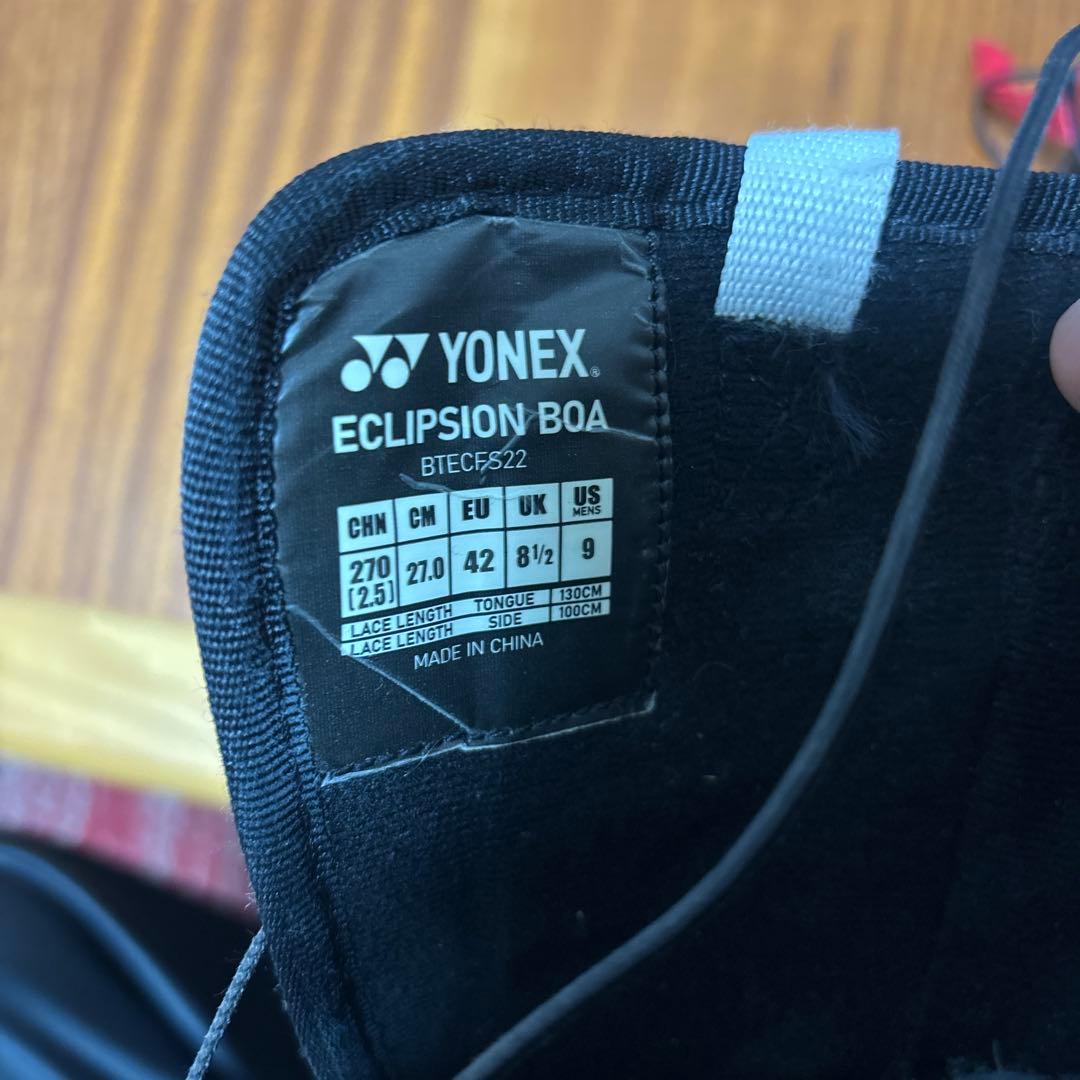 YONEX®
ECLIPSION BOA
BTECFS22
CHN CM EU UK US MENS
270 (2.5) 27.0 42 8 1/2 9
LACE LENGTH TONGUE 130CM
LACE LENGTH SIDE 100CM
MADE IN CHINA